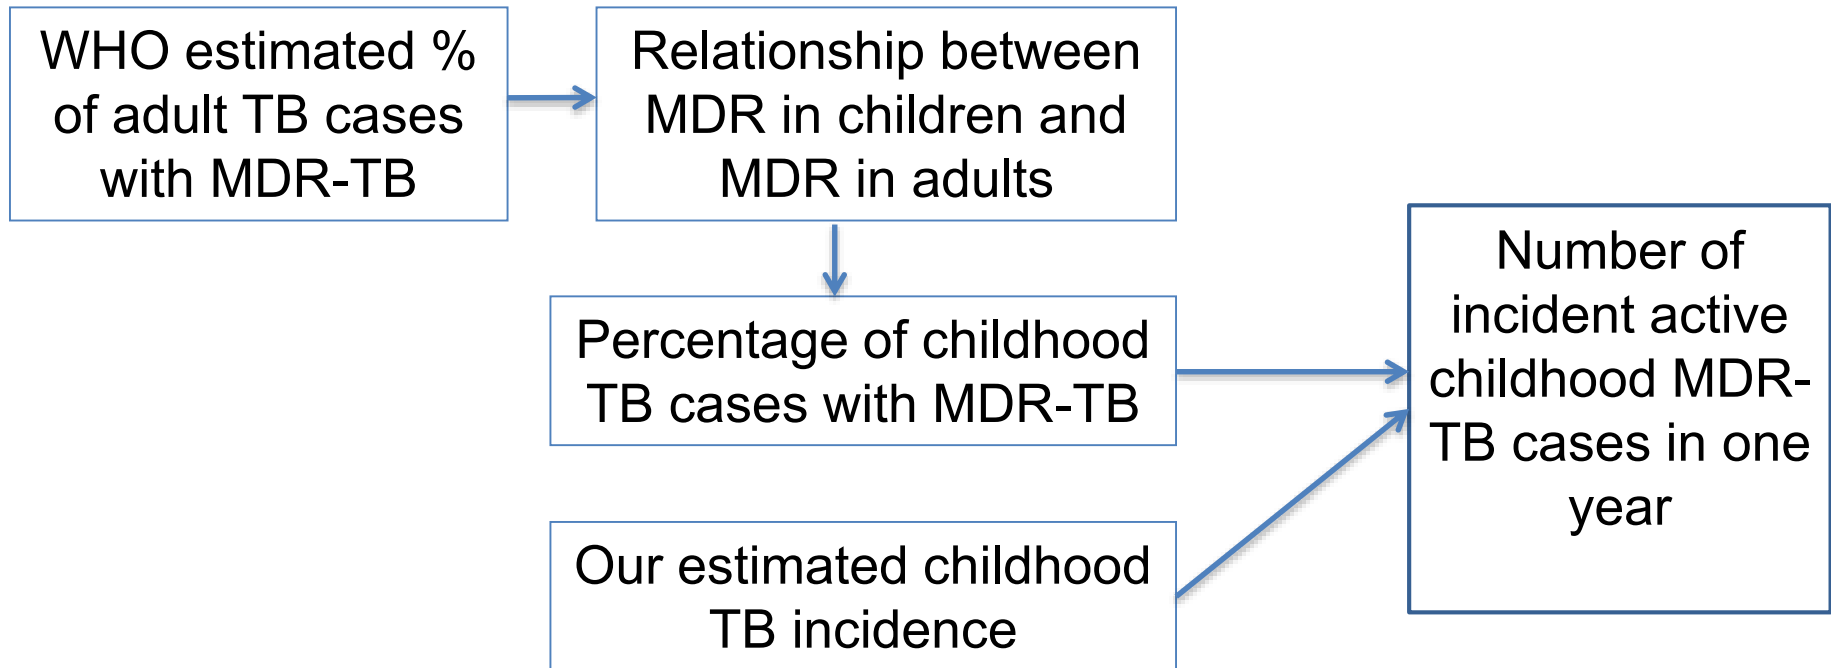 WHO estimated %
of adult TB cases
with MDR-TB
Relationship between
MDR in children and
MDR in adults
Percentage of childhood
TB cases with MDR-TB
Our estimated childhood
TB incidence
Number of
incident active
childhood MDR-
TB cases in one
year